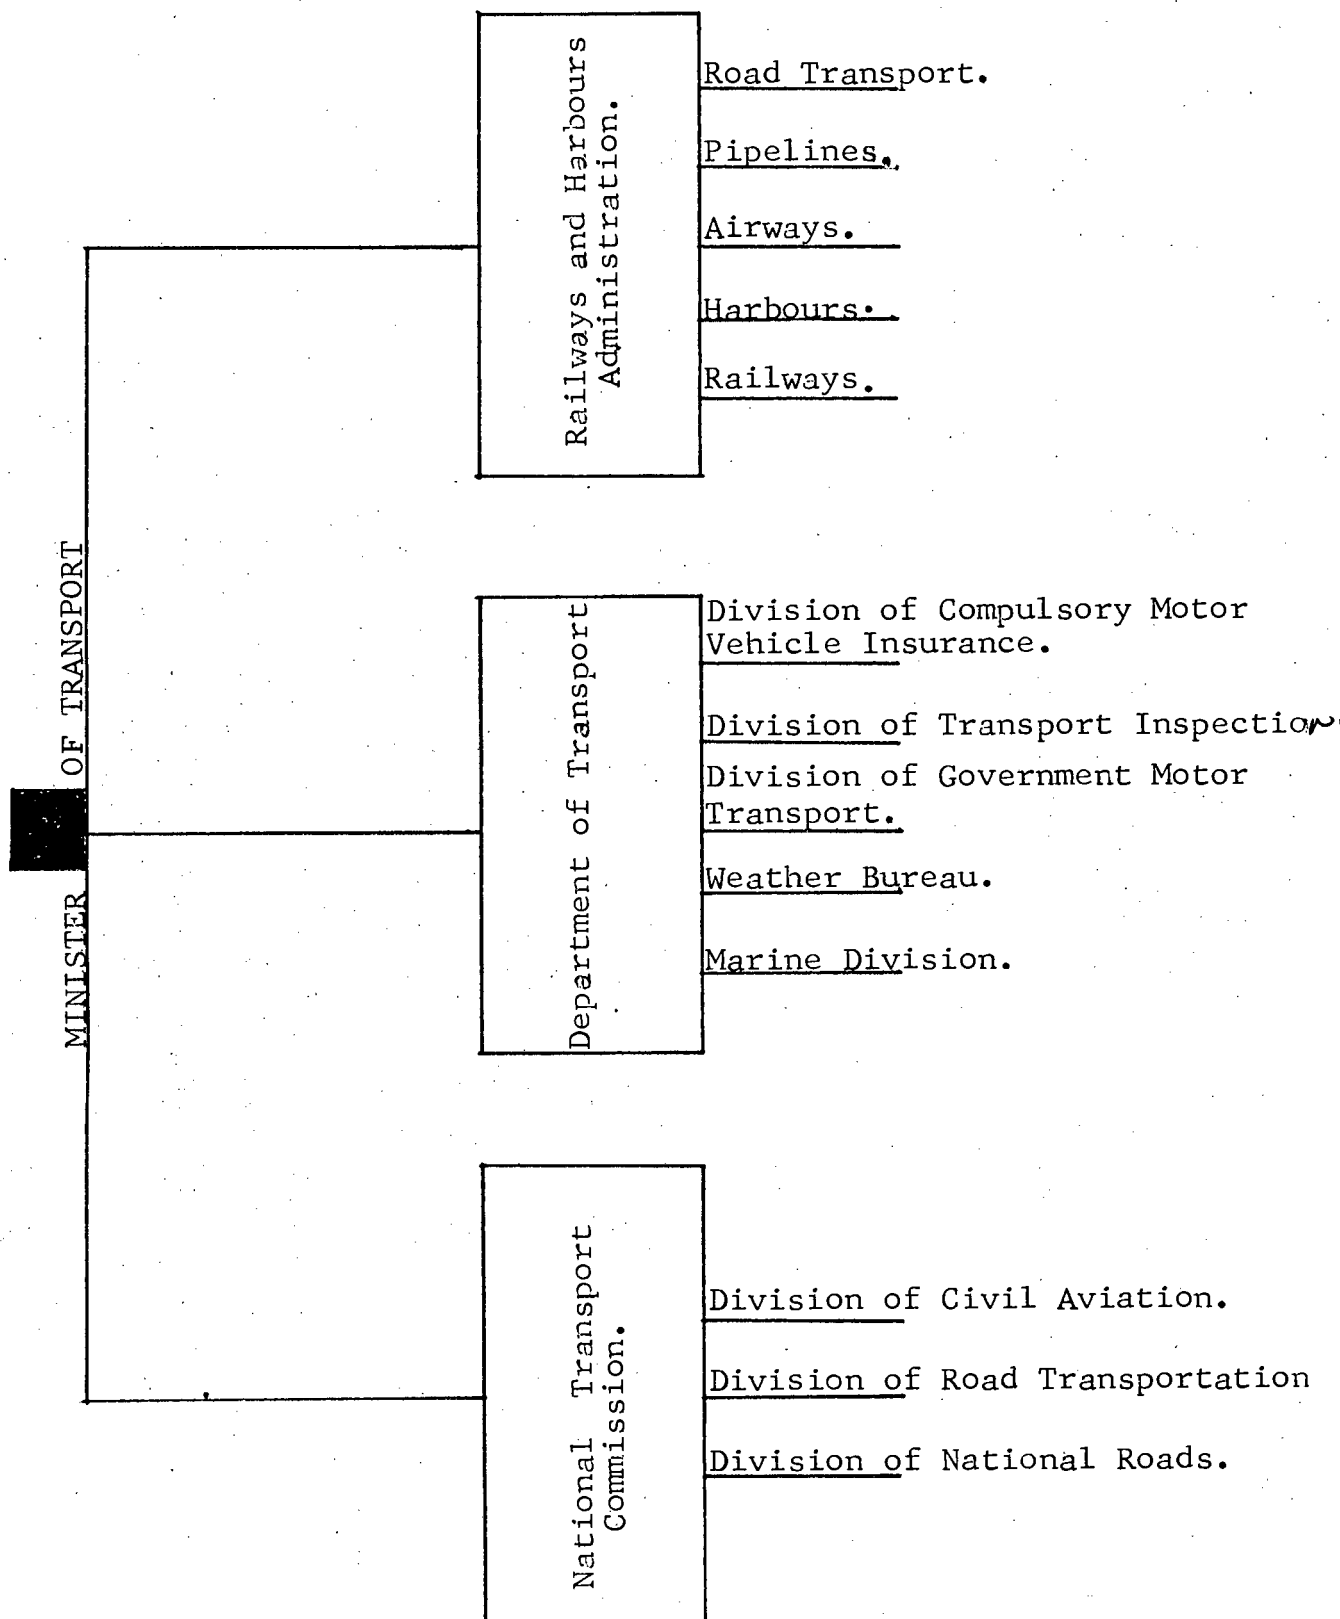 MINISTER OF TRANSPORT
Railways and Harbours
Administration.
Road Transport.
Pipelines.
Airways.
Harbours.
Railways.
Department of Transport
Division of Compulsory Motor
Vehicle Insurance.
Division of Transport Inspection
Division of Government Motor
Transport.
Weather Bureau.
Marine Division.
National Transport
Commission.
Division of Civil Aviation.
Division of Road Transportation
Division of National Roads.